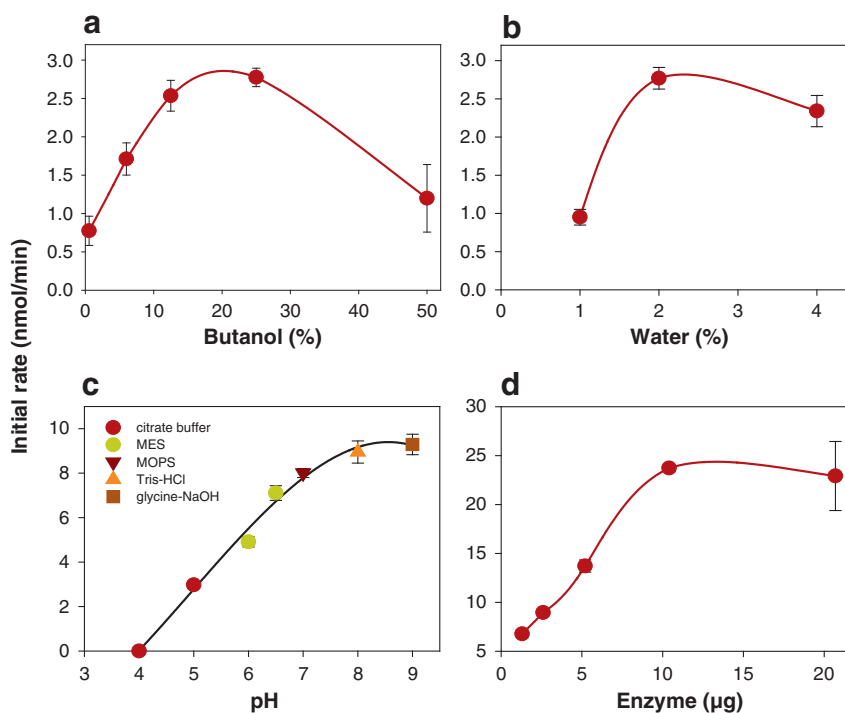 a
3.0
2.5
2.0
1.5
1.0
0.5
0.0
0 10 20 30 40 50
Butanol (%)
b
3.0
2.5
2.0
1.5
1.0
0.5
0.0
0 1 2 3 4
Water (%)
Initial rate (nmol/min)
c
10
8
6
4
2
0
citrate buffer
MES
MOPS
Tris-HCl
glycine-NaOH
3 4 5 6 7 8 9
pH
d
30
25
20
15
10
5
0 5 10 15 20
Enzyme (µg)